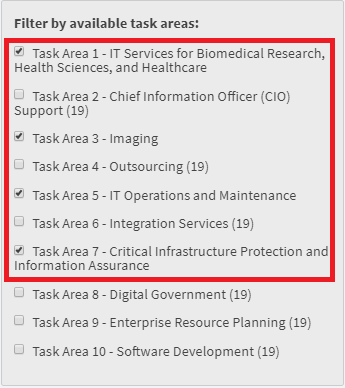 Filter by available task areas:
Task Area 1 - IT Services for Biomedical Research,
Health Sciences, and Healthcare
Task Area 2 - Chief Information Officer (CIO)
Support (19)
Task Area 3 - Imaging
Task Area 4 - Outsourcing (19)
Task Area 5 - IT Operations and Maintenance
Task Area 6 - Integration Services (19)
Task Area 7 - Critical Infrastructure Protection and
Information Assurance
Task Area 8 - Digital Government (19)
Task Area 9 - Enterprise Resource Planning (19)
Task Area 10 - Software Development (19)